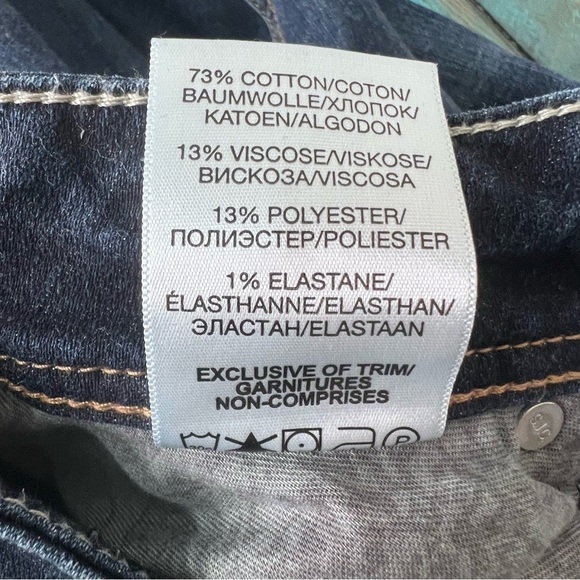 73% COTTON/COTON/
BAUMWOLLE/ХЛОПОК/
KATOEN/ALGODON
13% VISCOSE/VISKOSE/
ВИСКОЗА/VISCOSA
13% POLYESTER/
ПОЛИЭСТЕР/POLIESTER
1% ELASTANE/
ÉLASTHANNE/ELASTHAN/
ЭЛАСТАН/ELASTAAN
EXCLUSIVE OF TRIM/
GARNITURES
NON-COMPRISES
P